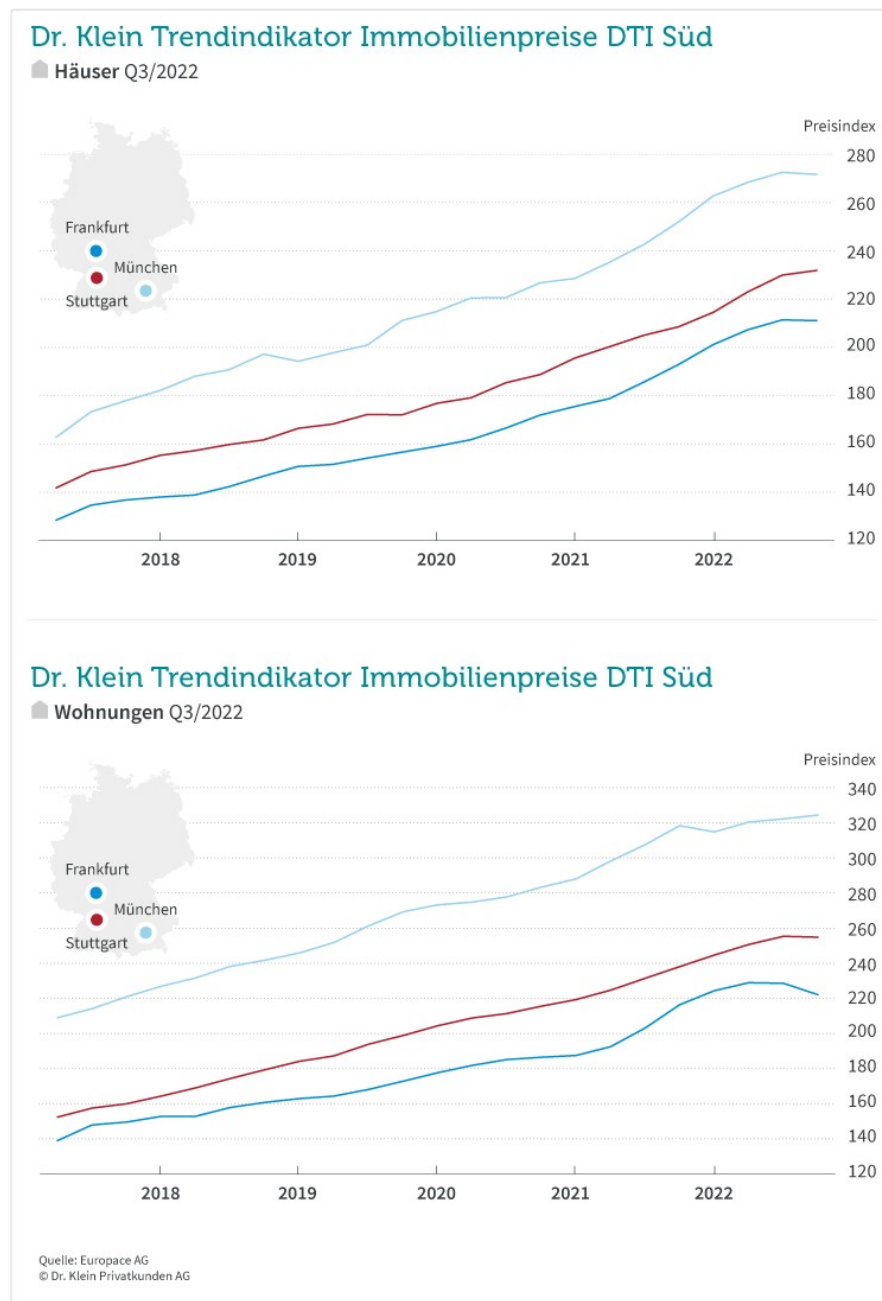 Dr. Klein Trendindikator Immobilienpreise DTI Süd
Häuser Q3/2022
Preisindex
280
260
Frankfurt
240
München
Stuttgart
220
200
180
160
140
120
2018 2019 2020 2021 2022
Dr. Klein Trendindikator Immobilienpreise DTI Süd
Wohnungen Q3/2022
Preisindex
340
320
300
Frankfurt
280
München
260
Stuttgart
240
220
200
180
160
140
120
2018 2019 2020 2021 2022
Quelle: Europace AG
© Dr. Klein Privatkunden AG